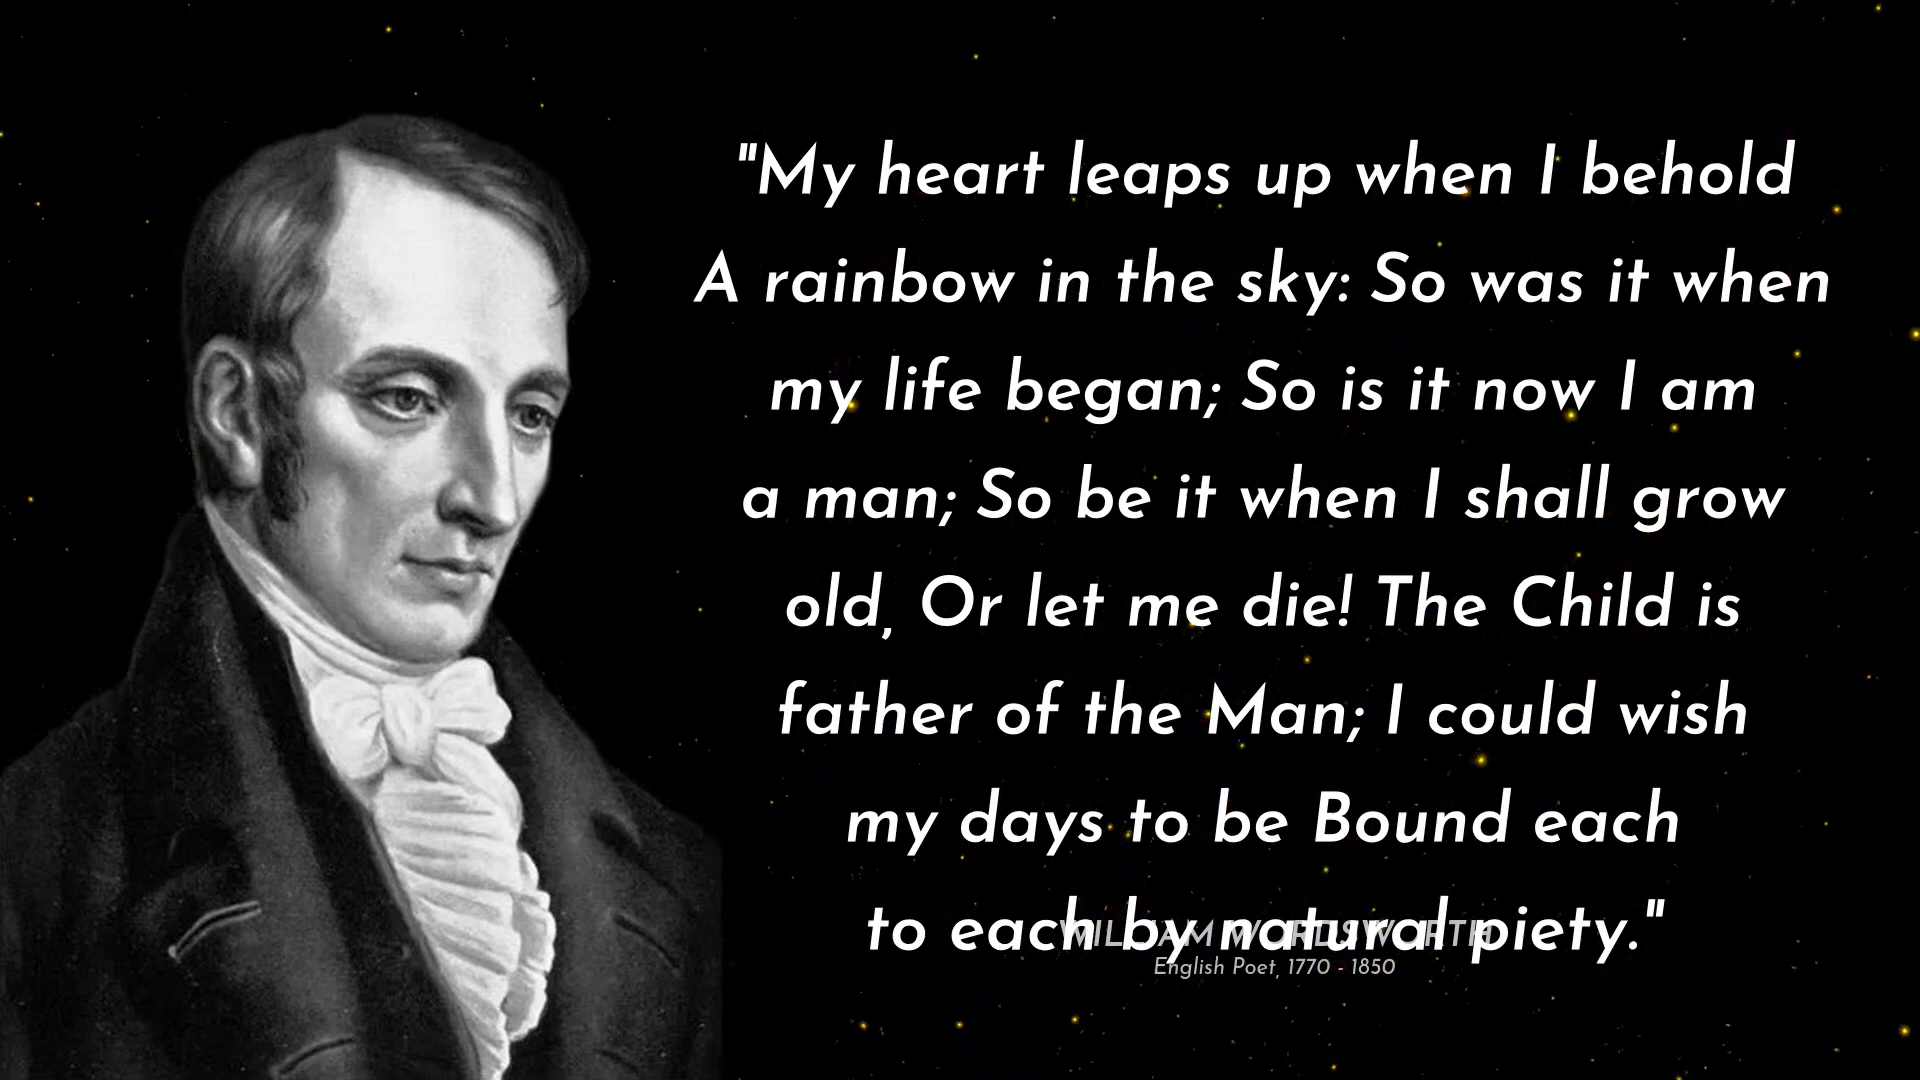 "My heart leaps up when I behold
A rainbow in the sky: So was it when
my life began; So is it now I am
a man; So be it when I shall grow
old, Or let me die! The Child is
father of the Man; I could wish
my days to be Bound each
to each by natural piety."
WILLIAM WORDSWORTH
English Poet, 1770 - 1850